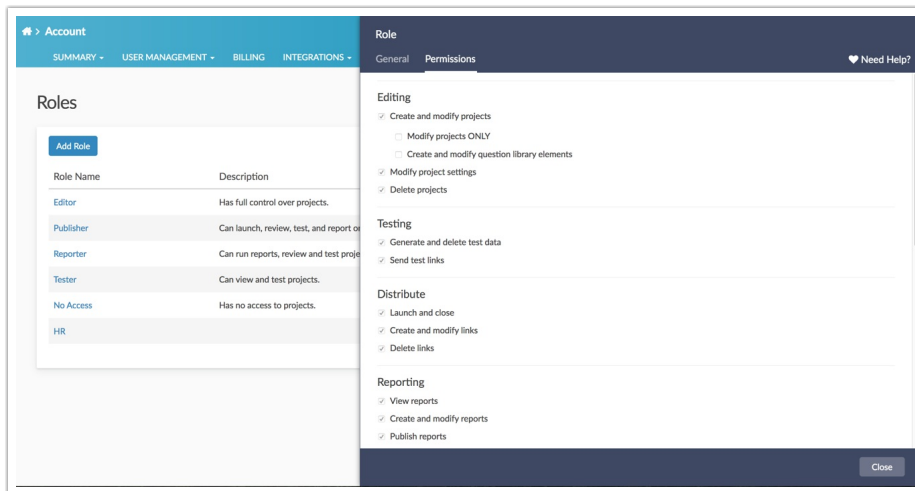 > Account
SUMMARY
USER MANAGEMENT
BILLING
INTEGRATIONS
Roles
Add Role
Role Name Description
Editor Has full control over projects.
Publisher Can launch, review, test, and report
Reporter Can run reports, review and test
Tester Can view and test projects.
No Access Has no access to projects.
HR
Role
General Permissions
Need Help?
Editing
Create and modify projects
Modify projects ONLY
Create and modify question library elements
Modify project settings
Delete projects
Testing
Generate and delete test data
Send test links
Distribute
Launch and close
Create and modify links
Delete links
Reporting
View reports
Create and modify reports
Publish reports
Close